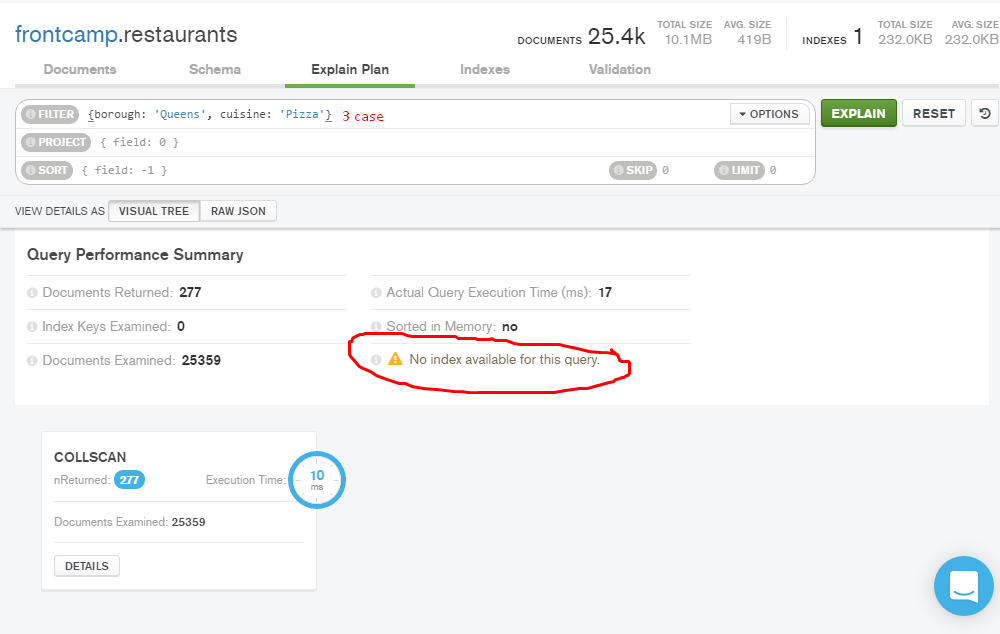 frontcamp.restaurants
DOCUMENTS 25.4k TOTAL SIZE 10.1MB AVG. SIZE 419B INDEXES 1 TOTAL SIZE 232.0KB AVG. SIZE 232.0KB
Documents Schema Explain Plan Indexes Validation
FILTER {borough: 'Queens', cuisine: 'Pizza'} 3 case OPTIONS EXPLAIN RESET
PROJECT { field: 0 }
SORT { field: -1 } SKIP 0 LIMIT 0
VIEW DETAILS AS VISUAL TREE RAW JSON
Query Performance Summary
Documents Returned: 277 Actual Query Execution Time (ms): 17
Index Keys Examined: 0 Sorted in Memory: no
Documents Examined: 25359 No index available for this query.
COLLSCAN
nReturned: 277 Execution Time: 10 ms
Documents Examined: 25359
DETAILS